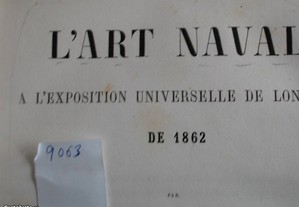 L'ART NAVAL
A L'EXPOSITION UNIVERSELLE DE LON
DE 1862
9063
PAR